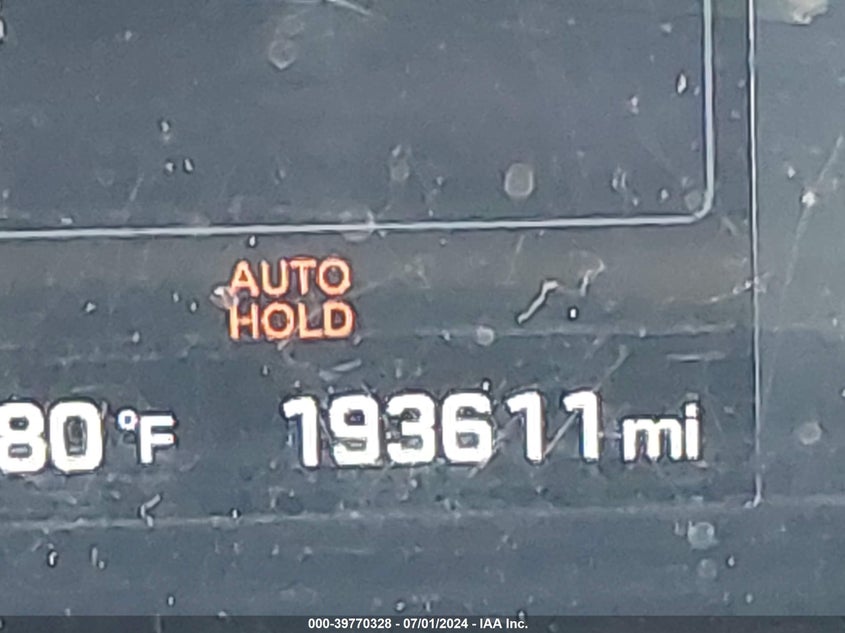 AUTO
HOLD
80 °F 193611 mi
000-39770328 - 07/01/2024 - IAA Inc.